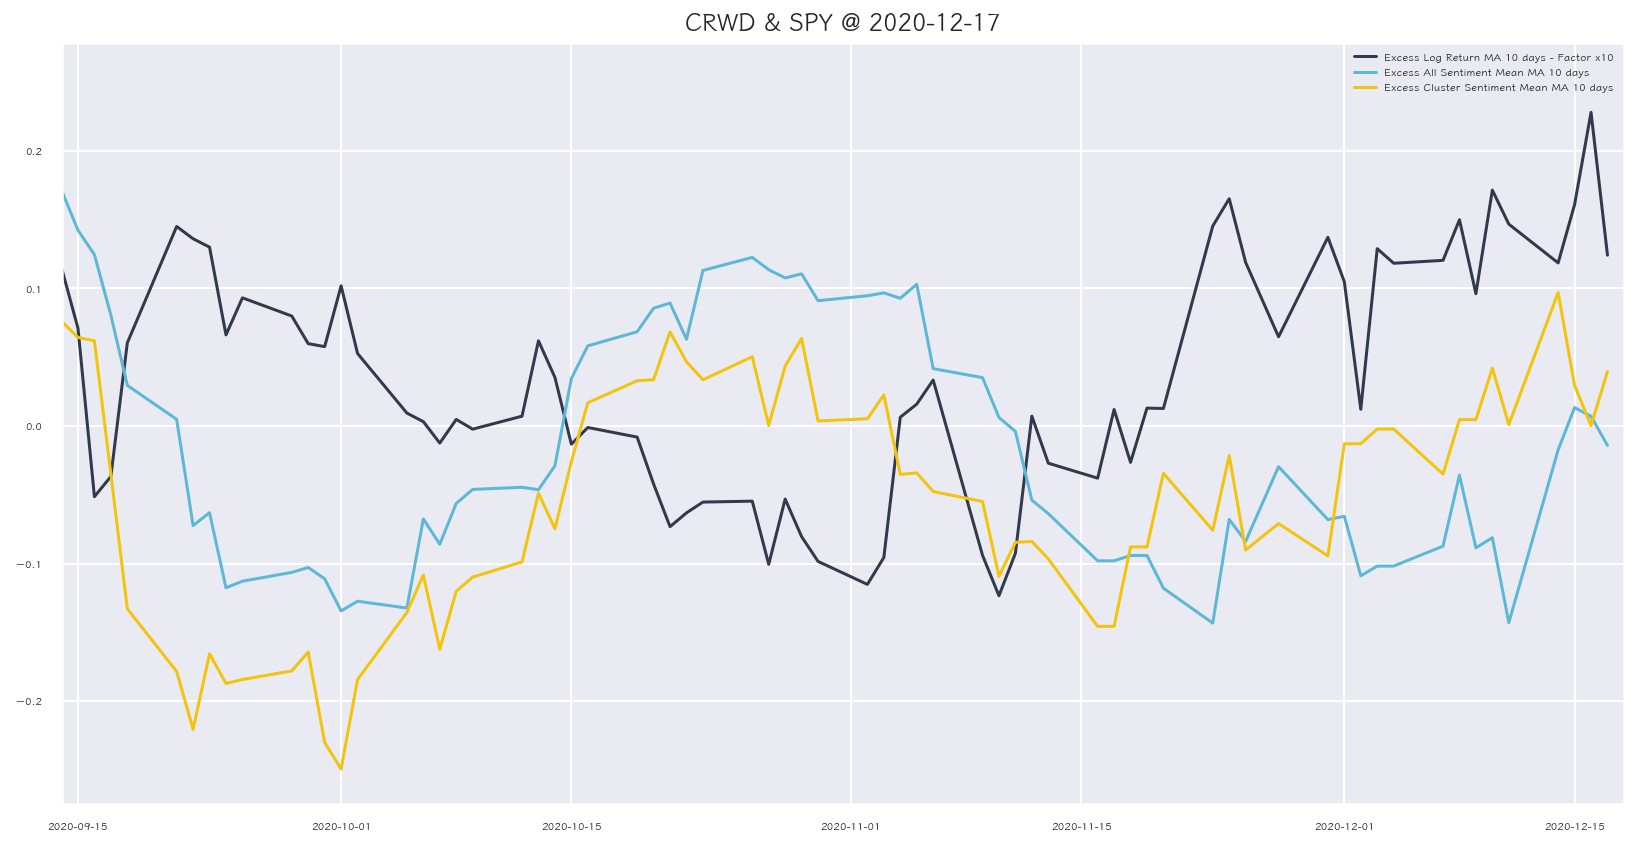 CRWD & SPY @ 2020-12-17
Excess Log Return MA 10 days - Factor x10
Excess All Sentiment Mean MA 10 days
Excess Cluster Sentiment Mean MA 10 days
0.2
0.1
0.0
−0.1
−0.2
2020-09-15 2020-10-01 2020-10-15 2020-11-01 2020-11-15 2020-12-01 2020-12-15